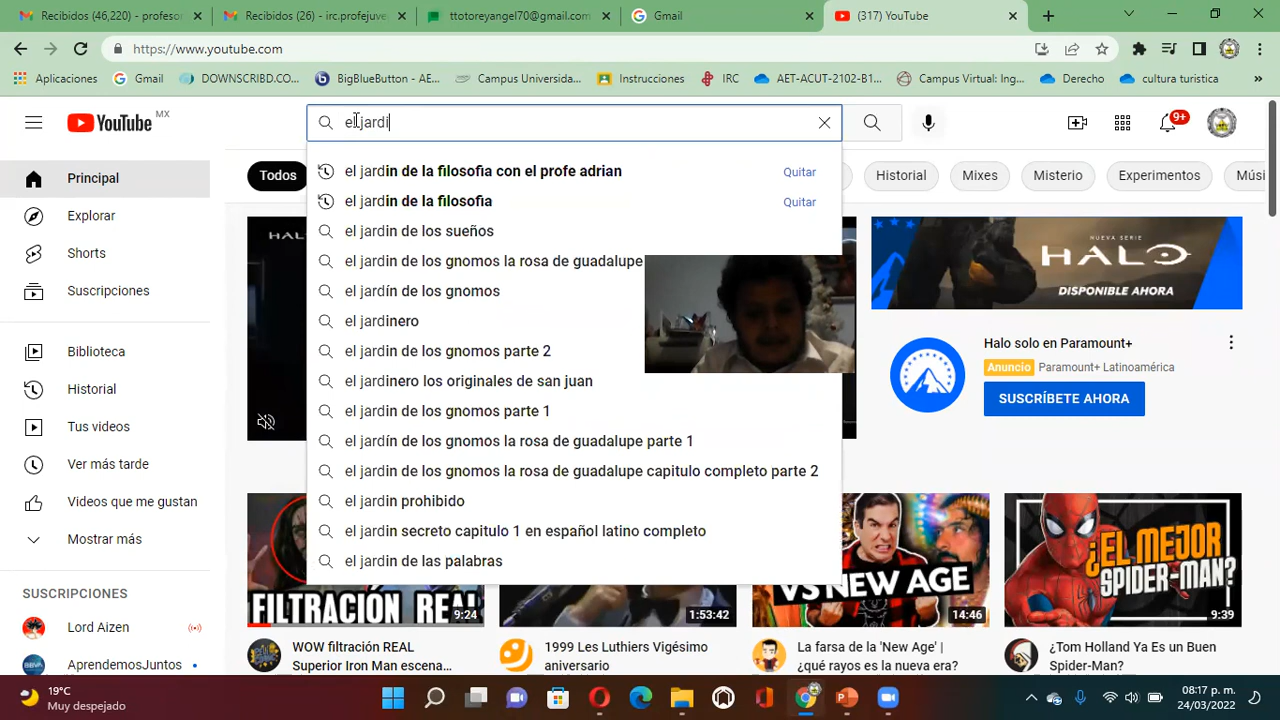 Recibidos (46,220) - profesor
Recibidos (26) - irc.profejuve
ttotoreyangel70@gmail.com
Gmail
(317) YouTube
https://www.youtube.com
Aplicaciones
Gmail
DOWNSCRIBD.CO...
BigBlueButton - AE...
Campus Universida...
Instrucciones
IRC
AET-ACUT-2102-B1...
Campus Virtual: Ing...
Derecho
cultura turistica
»
YouTube MX
el jardi
9+
Principal
Explorar
Shorts
Suscripciones
Biblioteca
Historial
Tus videos
Ver más tarde
Videos que me gustan
Mostrar más
SUSCRIPCIONES
Lord Aizen
AprendemosJuntos
Todos
Historial
Mixes
Misterio
Experimentos
Músi
el jardin de la filosofia con el profe adrian
Quitar
el jardin de la filosofia
Quitar
el jardin de los sueños
el jardin de los gnomos la rosa de guadalupe
el jardin de los gnomos
el jardinero
el jardin de los gnomos parte 2
el jardinero los originales de san juan
el jardin de los gnomos parte 1
el jardín de los gnomos la rosa de guadalupe parte 1
el jardin de los gnomos la rosa de guadalupe capitulo completo parte 2
el jardin prohibido
el jardin secreto capitulo 1 en español latino completo
el jardin de las palabras
NUEVA SERIE
HALO
DISPONIBLE AHORA
Halo solo en Paramount+
Anuncio Paramount+ Latinoamérica
SUSCRÍBETE AHORA
FILTRACIÓN REAL
9:24
1:53:42
VS NEW AGE
14:46
¿EL MEJOR
SPIDER-MAN?
9:39
WOW filtración REAL
Superior Iron Man escena...
1999 Les Luthiers Vigésimo
aniversario
La farsa de la 'New Age' |
¿qué rayos es la nueva era?
¿Tom Holland Ya Es un Buen
Spider-Man?
19°C
Muy despejado
08:17 p. m.
24/03/2022